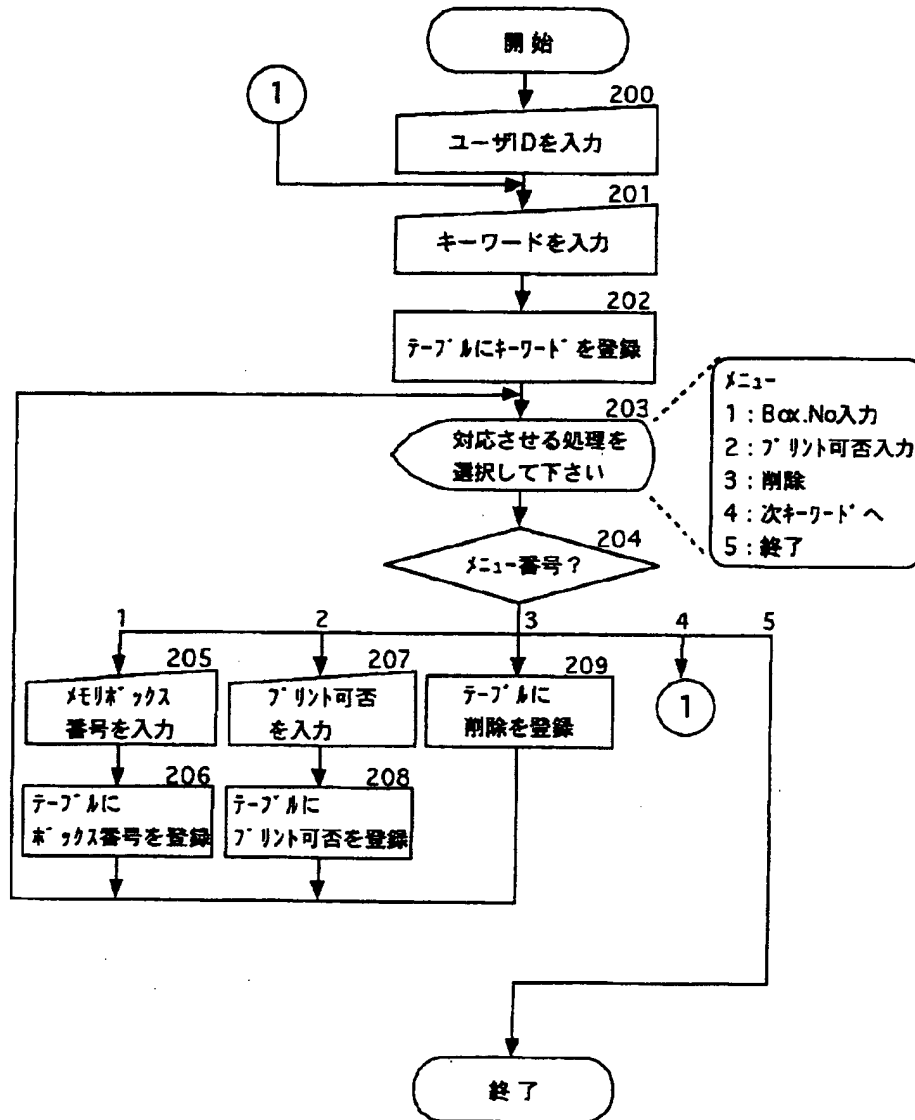 開始
1
200
ユーザIDを入力
201
キーワードを入力
202
ﾃｰﾌﾞﾙにｷｰﾜｰﾄﾞを登録
203
対応させる処理を
選択して下さい
メニュー
1：Box.No入力
2：ﾌﾟﾘﾝﾄ可否入力
3：削除
4：次ｷｰﾜｰﾄﾞへ
5：終了
204
ﾒﾆｭｰ番号？
1
2
3
4
5
205
ﾒﾓﾘﾎﾞｯｸｽ
番号を入力
207
ﾌﾟﾘﾝﾄ可否
を入力
209
ﾃｰﾌﾞﾙに
削除を登録
1
206
ﾃｰﾌﾞﾙに
ﾎﾞｯｸｽ番号を登録
208
ﾃｰﾌﾞﾙに
ﾌﾟﾘﾝﾄ可否を登録
終了